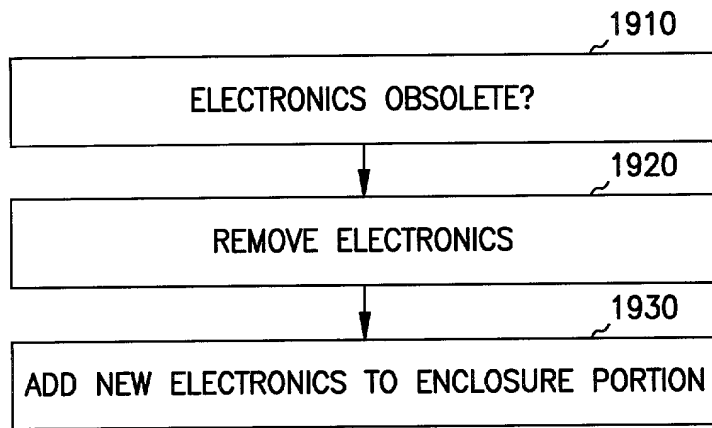 1910
ELECTRONICS OBSOLETE?
1920
REMOVE ELECTRONICS
1930
ADD NEW ELECTRONICS TO ENCLOSURE PORTION